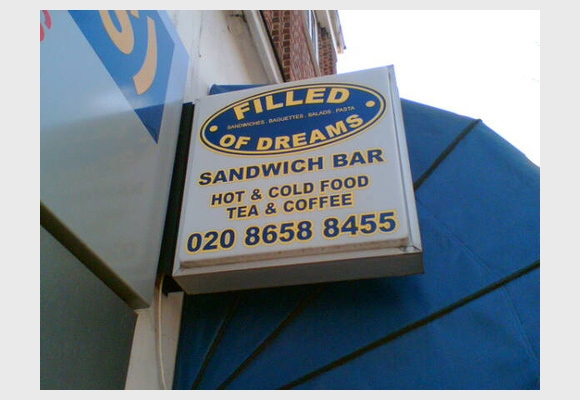 FILLED
SANDWICHES . BAGUETTES . SALADS . PASTA
OF DREAMS
SANDWICH BAR
HOT & COLD FOOD
TEA & COFFEE
020 8658 8455